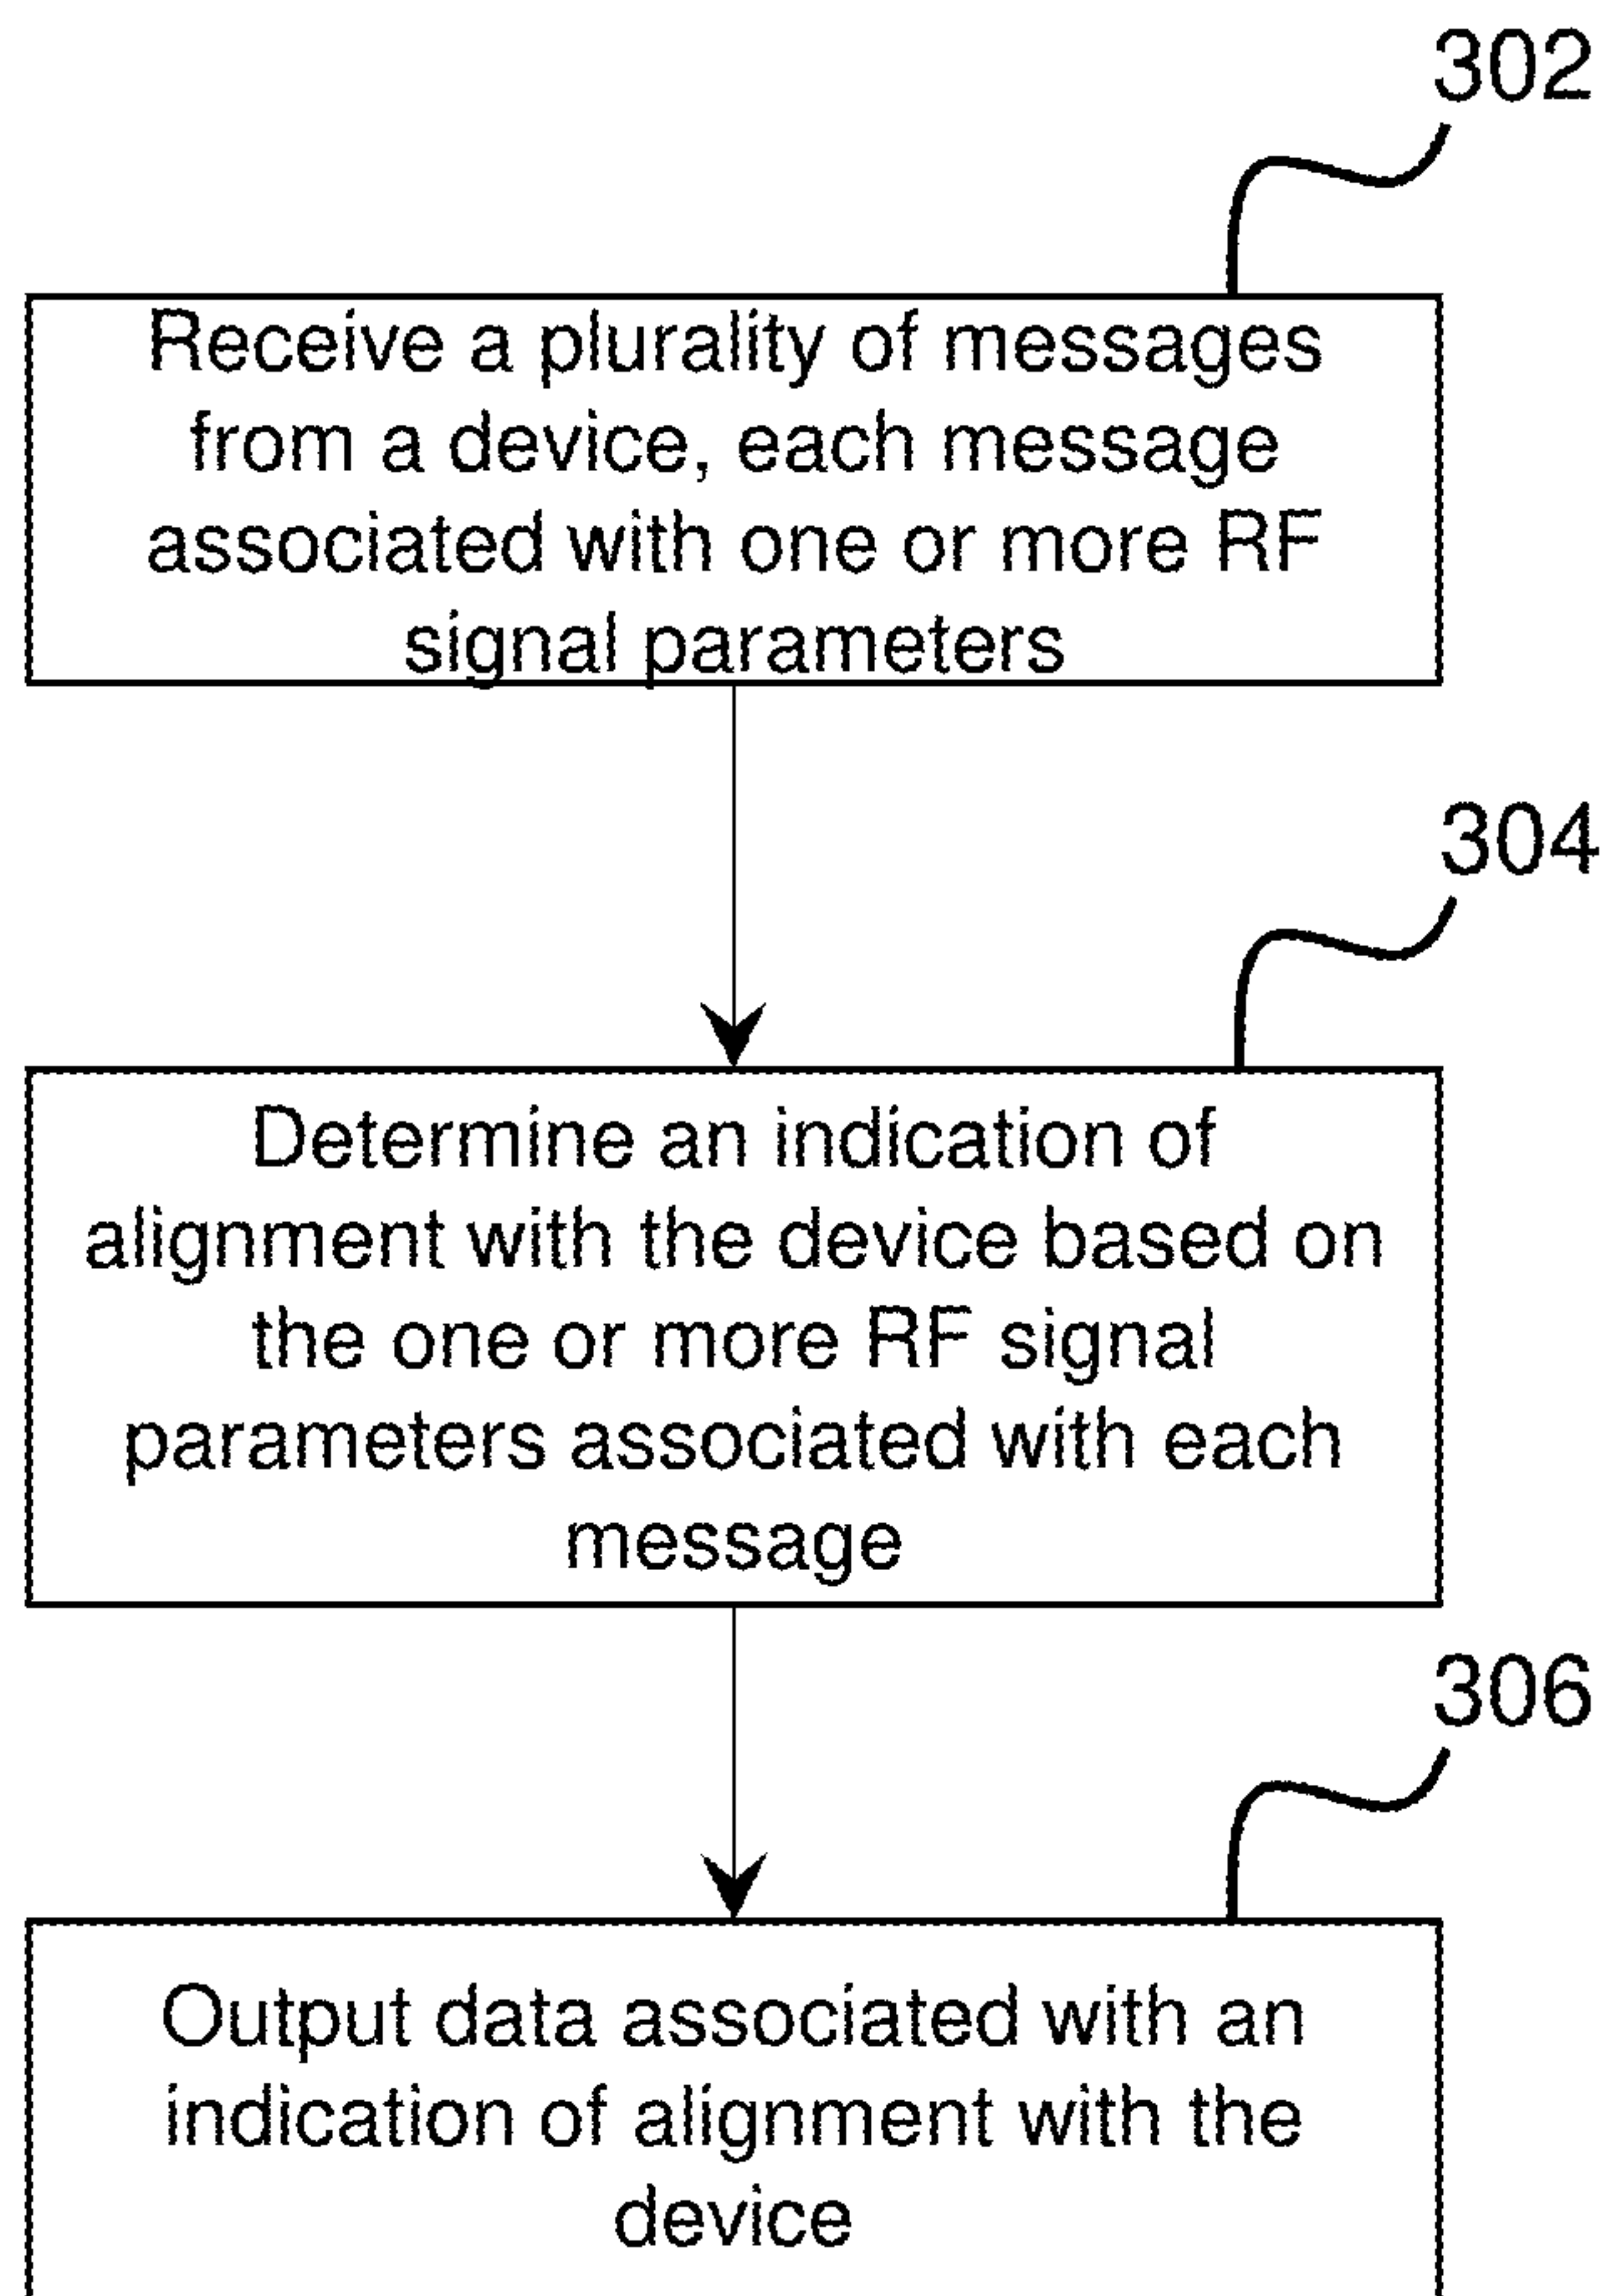 302
Receive a plurality of messages
from a device, each message
associated with one or more RF
signal parameters
304
Determine an indication of
alignment with the device based on
the one or more RF signal
parameters associated with each
message
306
Output data associated with an
indication of alignment with the
device